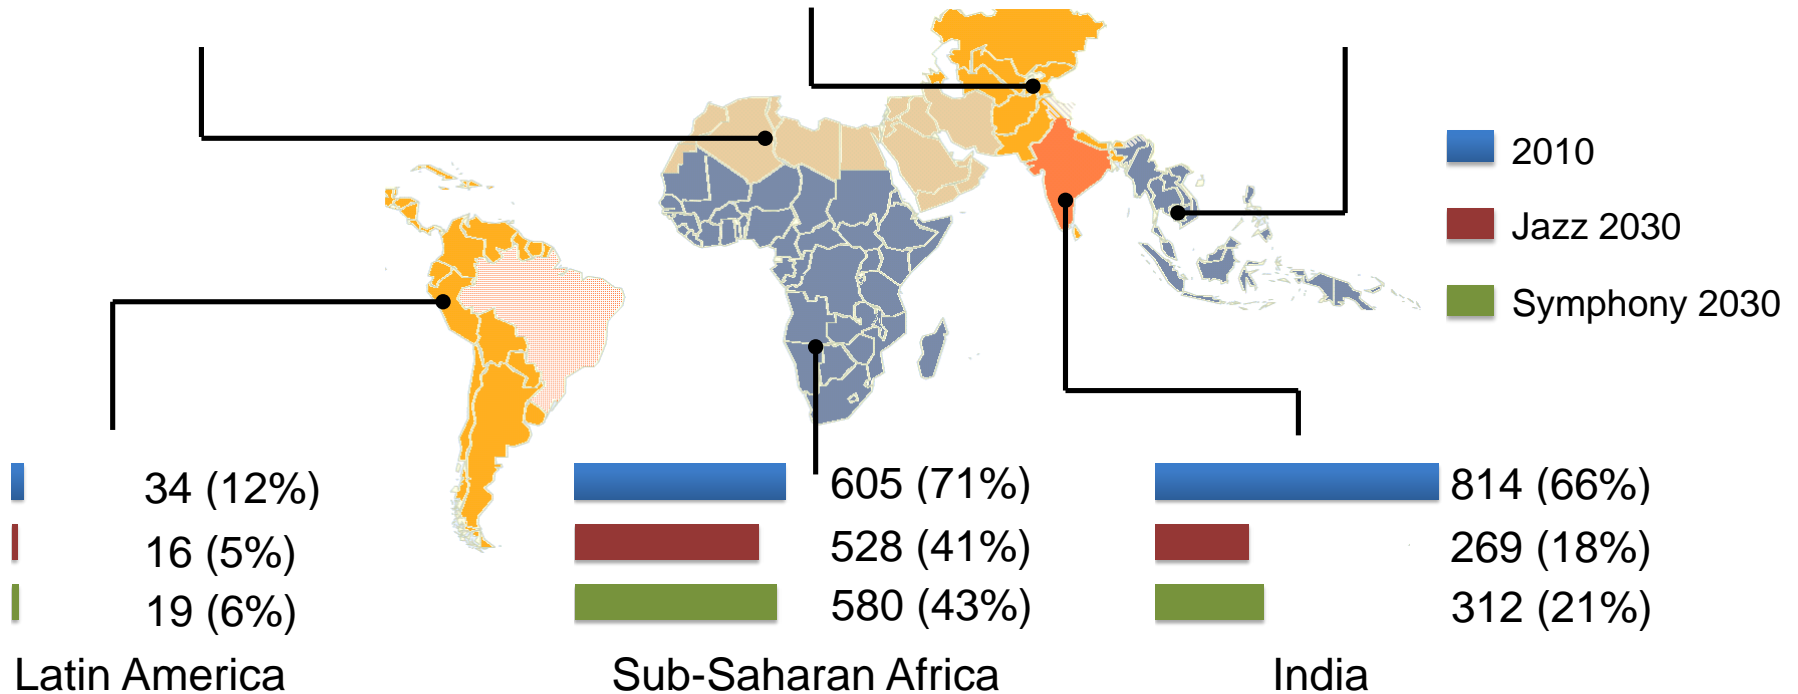 2010
Jazz 2030
Symphony 2030
34 (12%)
16 (5%)
19 (6%)
Latin America
605 (71%)
528 (41%)
580 (43%)
Sub-Saharan Africa
814 (66%)
269 (18%)
312 (21%)
India